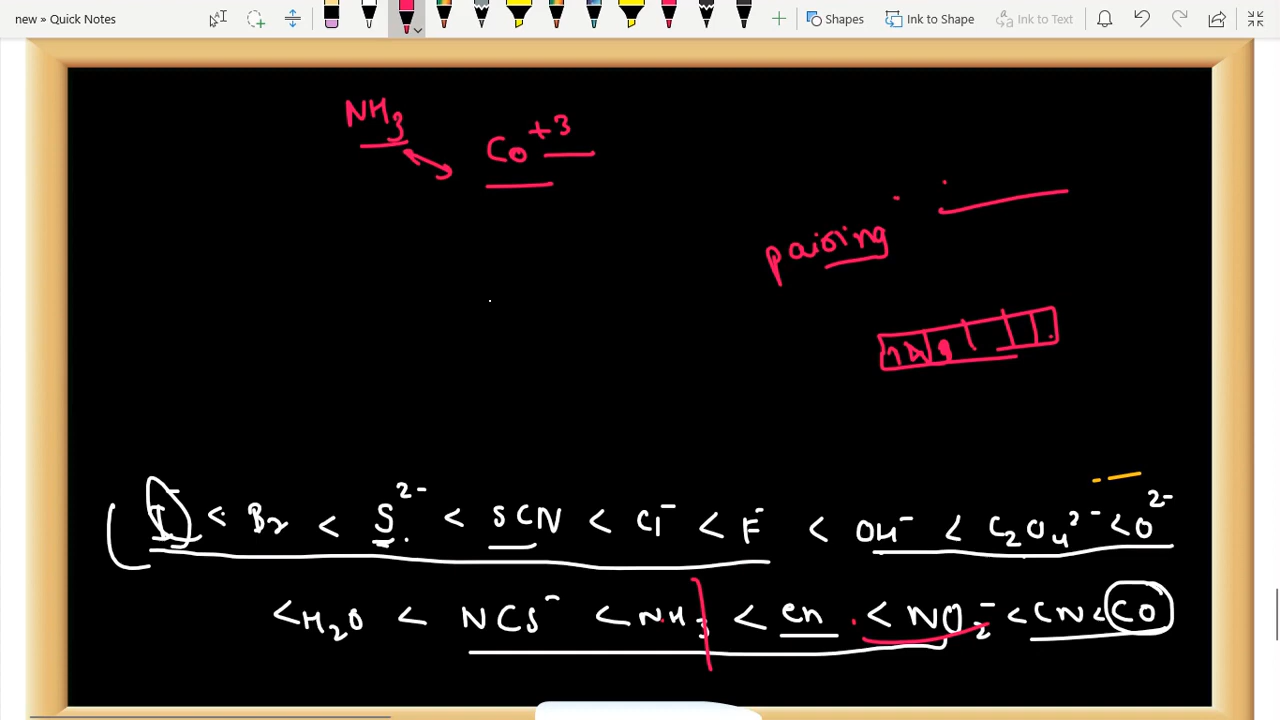 new » Quick Notes
Shapes Ink to Shape Ink to Text
NH3
Co+3
pairing
I- < Br < S2- < SCN < Cl- < F- < OH- < C2O4 2- < O2-
< H2O < NCS- < NH3 < en < NO2- < CN < CO